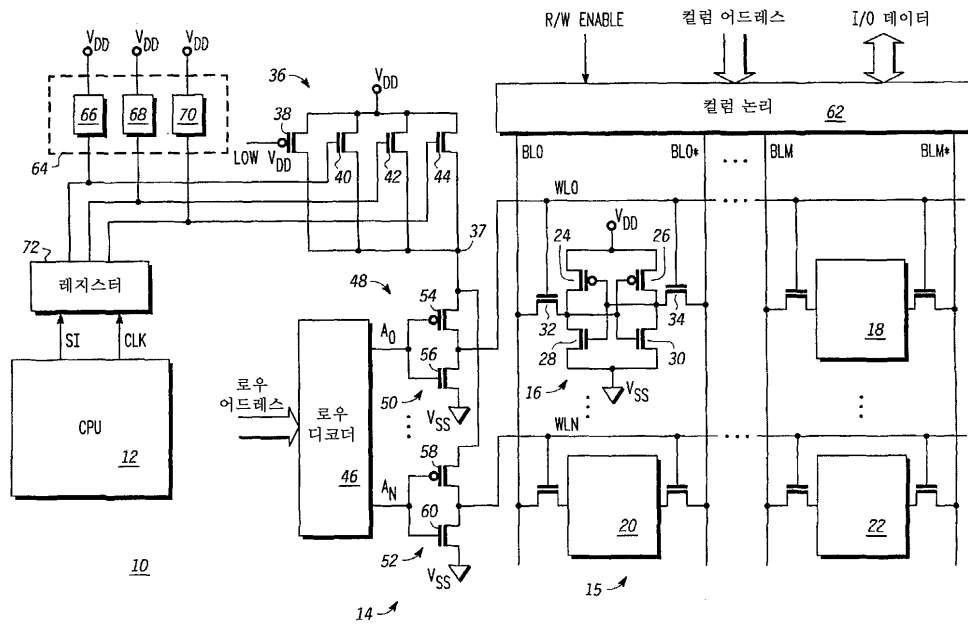 R/W ENABLE
컬럼 어드레스
I/O 데이터
VDD
VDD
VDD
36
VDD
컬럼 논리
62
66
68
70
38
64
LOW VDD
40
42
44
BL0
BL0*
...
BLM
BLM*
WL0
...
VDD
37
24
26
72
레지스터
48
54
32
34
18
SI
CLK
A0
56
28
30
16
VSS
로우
어드레스
50
VSS
CPU
로우
디코더
WLN
...
12
58
46
AN
60
20
22
52
VSS
10
15
14